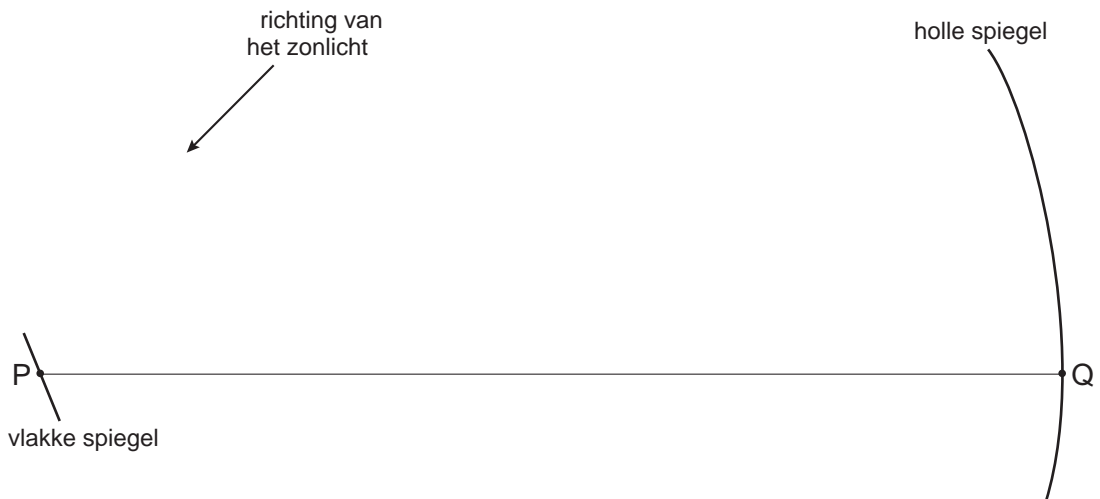 richting van
het zonlicht
holle spiegel
P
Q
vlakke spiegel